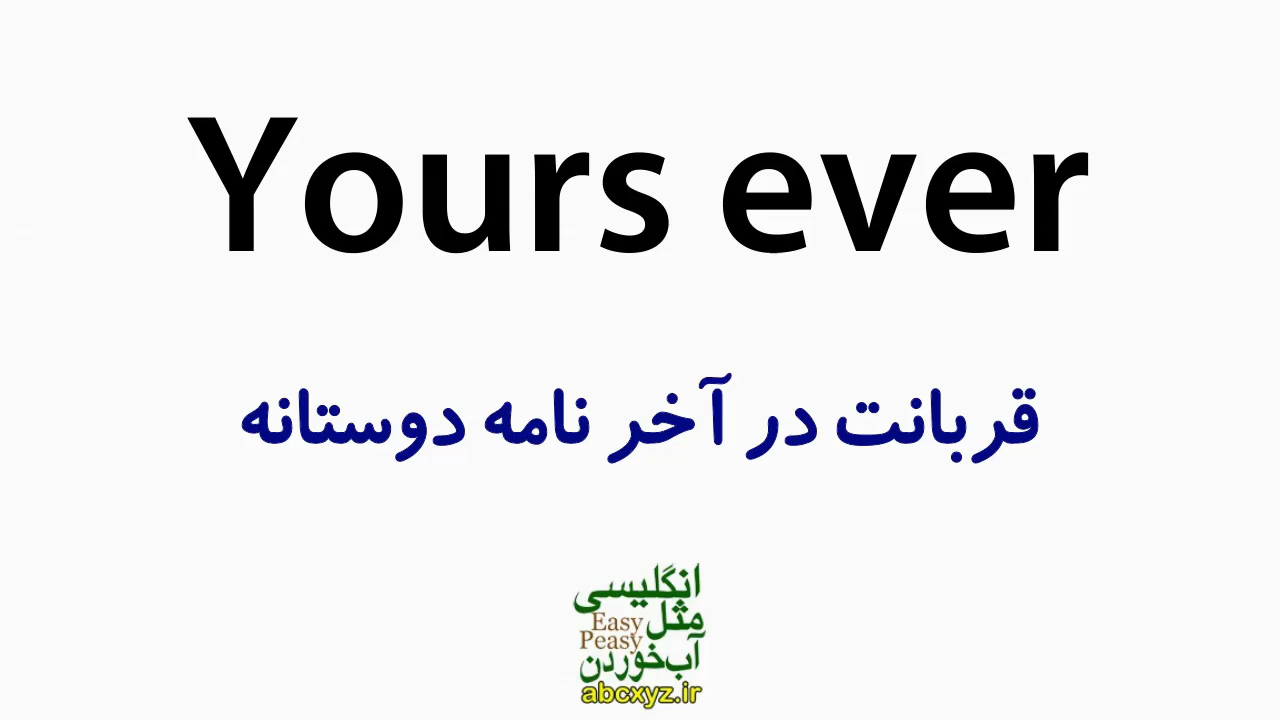 Yours ever
قربانت در آخر نامه دوستانه
انگلیسی
مثل Easy
Peasy
آب‌خوردن
abcxyz.ir